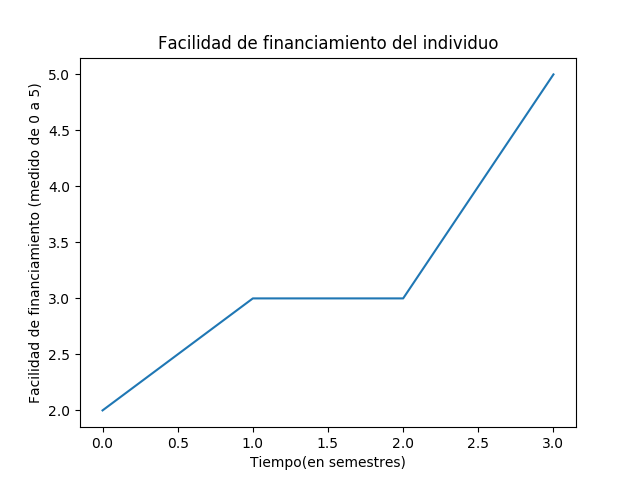 Facilidad de financiamiento del individuo
Facilidad de financiamiento (medido de 0 a 5)
5.0
4.5
4.0
3.5
3.0
2.5
2.0
0.0 0.5 1.0 1.5 2.0 2.5 3.0
Tiempo(en semestres)